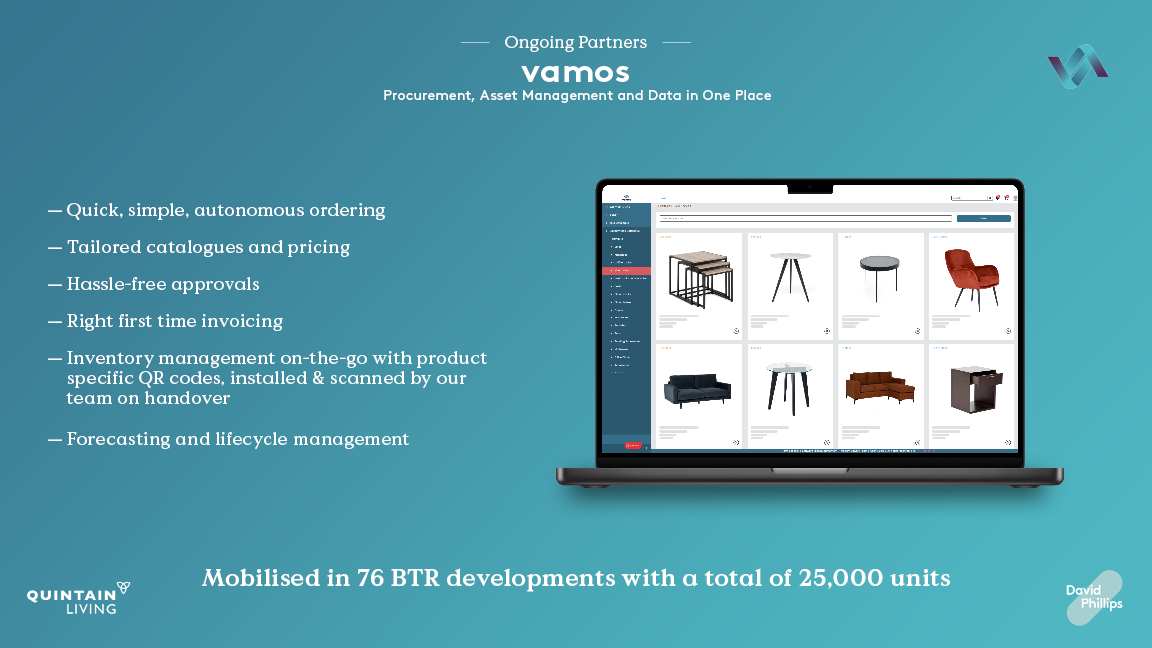 Ongoing Partners
vamos
Procurement, Asset Management and Data in One Place
— Quick, simple, autonomous ordering
— Tailored catalogues and pricing
— Hassle-free approvals
— Right first time invoicing
— Inventory management on-the-go with product
specific QR codes, installed & scanned by our
team on handover
— Forecasting and lifecycle management
Mobilised in 76 BTR developments with a total of 25,000 units
QUINTAIN
LIVING
David
Phillips